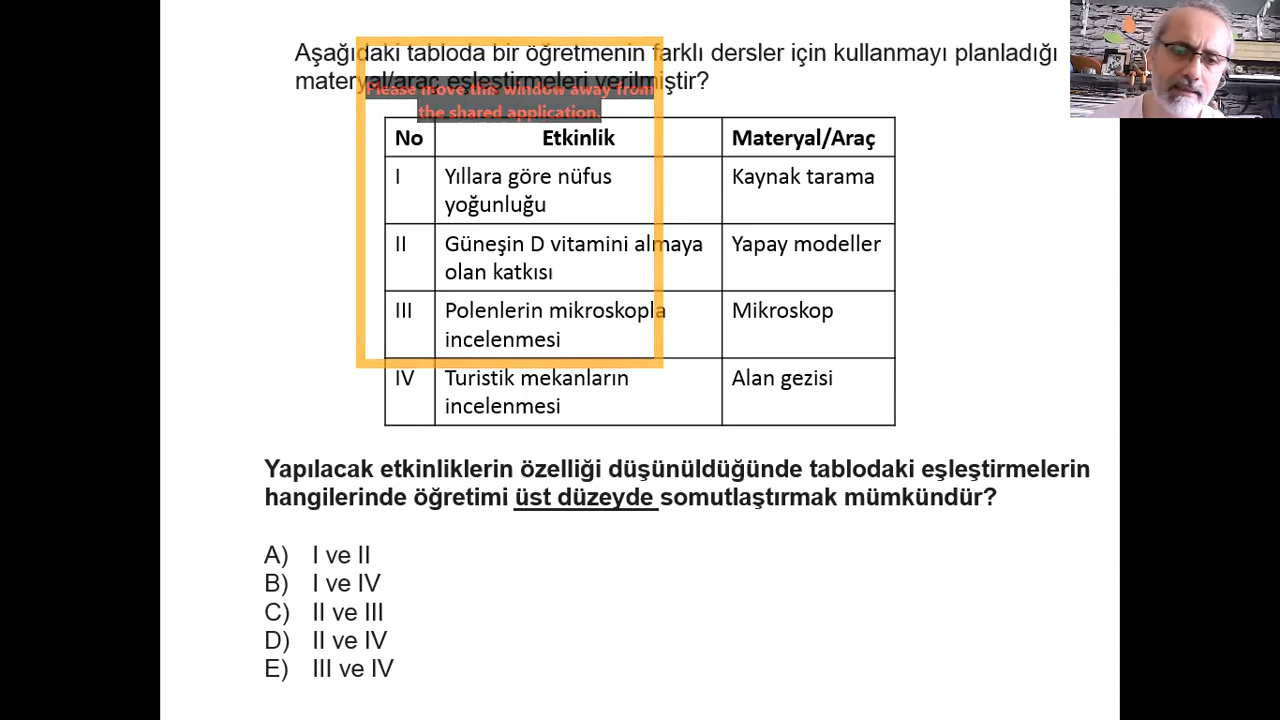 Aşağıdaki tabloda bir öğretmenin farklı dersler için kullanmayı planladığı
materyal/araç eşleştirmeleri verilmiştir?
Please move this window away from
the shared application.
No Etkinlik Materyal/Araç
I Yıllara göre nüfus Kaynak tarama
yoğunluğu
II Güneşin D vitamini almaya Yapay modeller
olan katkısı
III Polenlerin mikroskopla Mikroskop
incelenmesi
IV Turistik mekanların Alan gezisi
incelenmesi
Yapılacak etkinliklerin özelliği düşünüldüğünde tablodaki eşleştirmelerin
hangilerinde öğretimi üst düzeyde somutlaştırmak mümkündür?
A) I ve II
B) I ve IV
C) II ve III
D) II ve IV
E) III ve IV